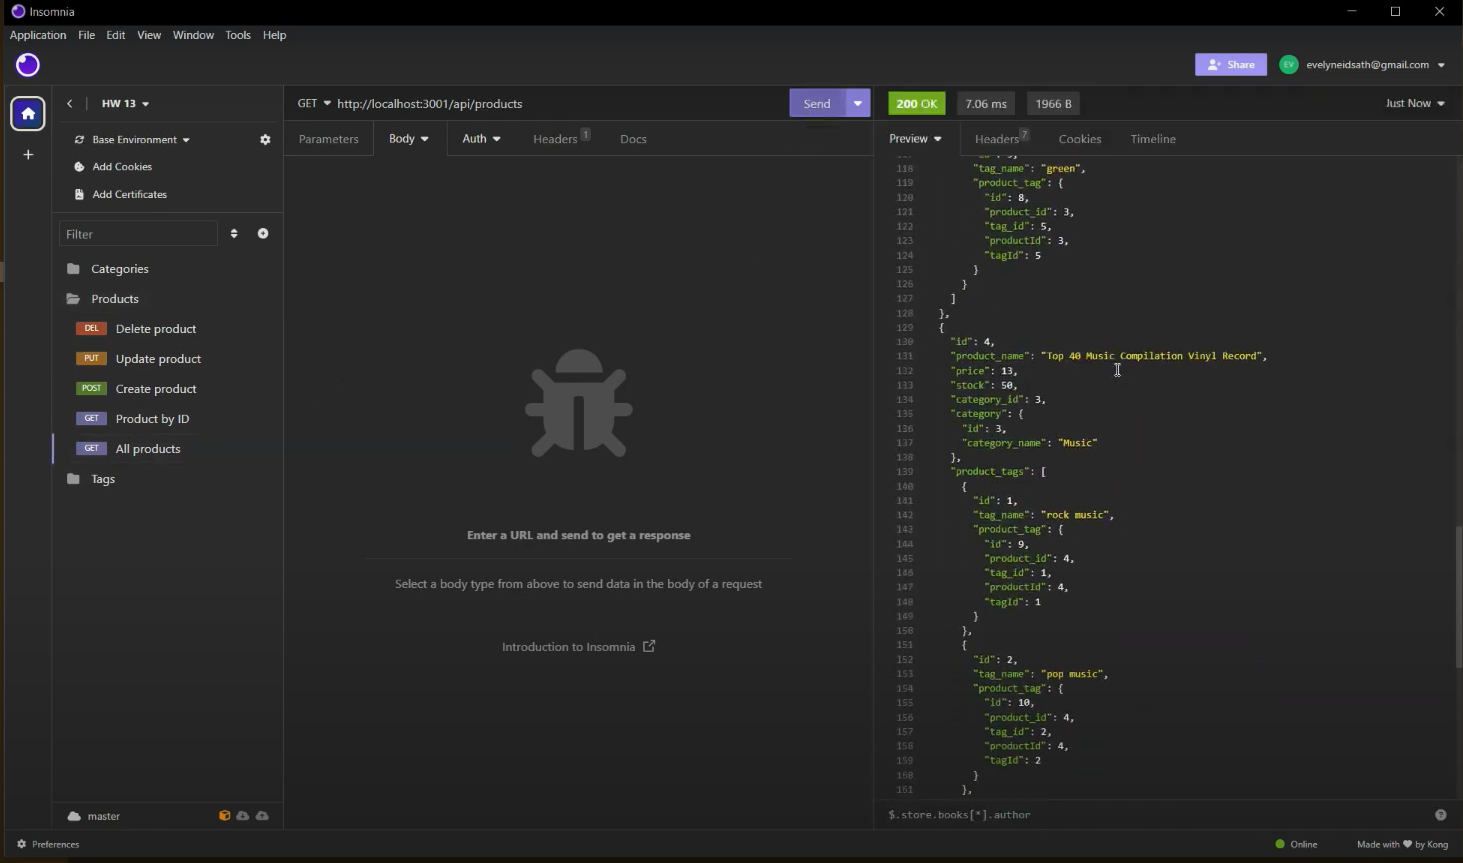 Insomnia
Application File Edit View Window Tools Help
Share EV evelyneidsath@gmail.com
HW 13
GET http://localhost:3001/api/products Send
200 OK 7.06 ms 1966 B Just Now
Base Environment
Add Cookies
Add Certificates
Parameters Body Auth Headers 1 Docs
Preview Headers 7 Cookies Timeline
Filter
Categories
Products
DEL Delete product
PUT Update product
POST Create product
GET Product by ID
GET All products
Tags
Enter a URL and send to get a response
Select a body type from above to send data in the body of a request
Introduction to Insomnia
118 "tag_name": "green",
119 "product_tag": {
120 "id": 8,
121 "product_id": 3,
122 "tag_id": 5,
123 "productId": 3,
124 "tagId": 5
125 }
126 }
127 ]
128 },
129 {
130 "id": 4,
131 "product_name": "Top 40 Music Compilation Vinyl Record",
132 "price": 13,
133 "stock": 50,
134 "category_id": 3,
135 "category": {
136 "id": 3,
137 "category_name": "Music"
138 },
139 "product_tags": [
140 {
141 "id": 1,
142 "tag_name": "rock music",
143 "product_tag": {
144 "id": 9,
145 "product_id": 4,
146 "tag_id": 1,
147 "productId": 4,
148 "tagId": 1
149 }
150 },
151 {
152 "id": 2,
153 "tag_name": "pop music",
154 "product_tag": {
155 "id": 10,
156 "product_id": 4,
157 "tag_id": 2,
158 "productId": 4,
159 "tagId": 2
160 }
161 },
$.store.books[*].author
master
Preferences
Online Made with ♥ by Kong